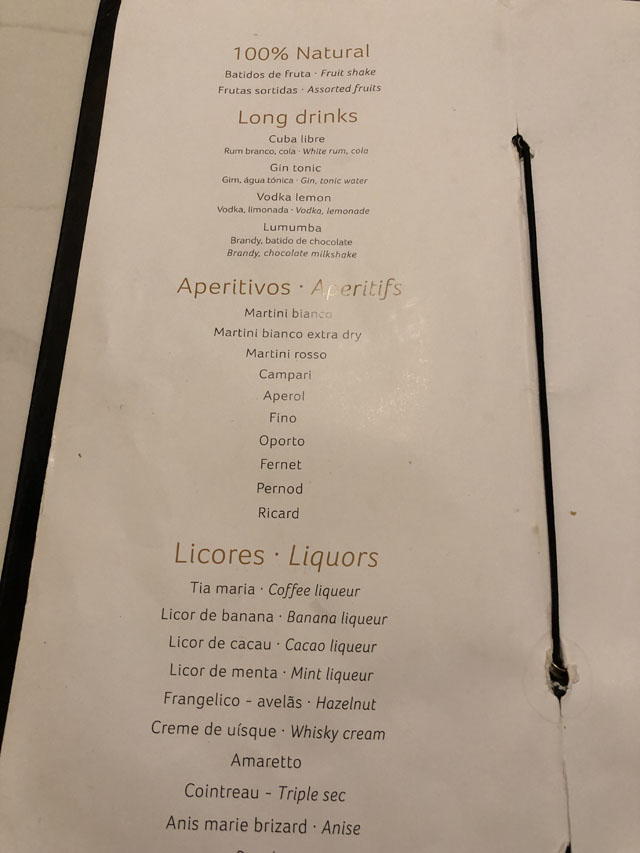 100% Natural
Batidos de fruta · Fruit shake
Frutas sortidas · Assorted fruits
Long drinks
Cuba libre
Rum branco, cola · White rum, cola
Gin tonic
Gim, água tónica · Gin, tonic water
Vodka lemon
Vodka, limonada · Vodka, lemonade
Lumumba
Brandy, batido de chocolate
Brandy, chocolate milkshake
Aperitivos · Aperitifs
Martini bianco
Martini bianco extra dry
Martini rosso
Campari
Aperol
Fino
Oporto
Fernet
Pernod
Ricard
Licores · Liquors
Tia maria · Coffee liqueur
Licor de banana · Banana liqueur
Licor de cacau · Cacao liqueur
Licor de menta · Mint liqueur
Frangelico - avelãs · Hazelnut
Creme de uísque · Whisky cream
Amaretto
Cointreau - Triple sec
Anis marie brizard · Anise